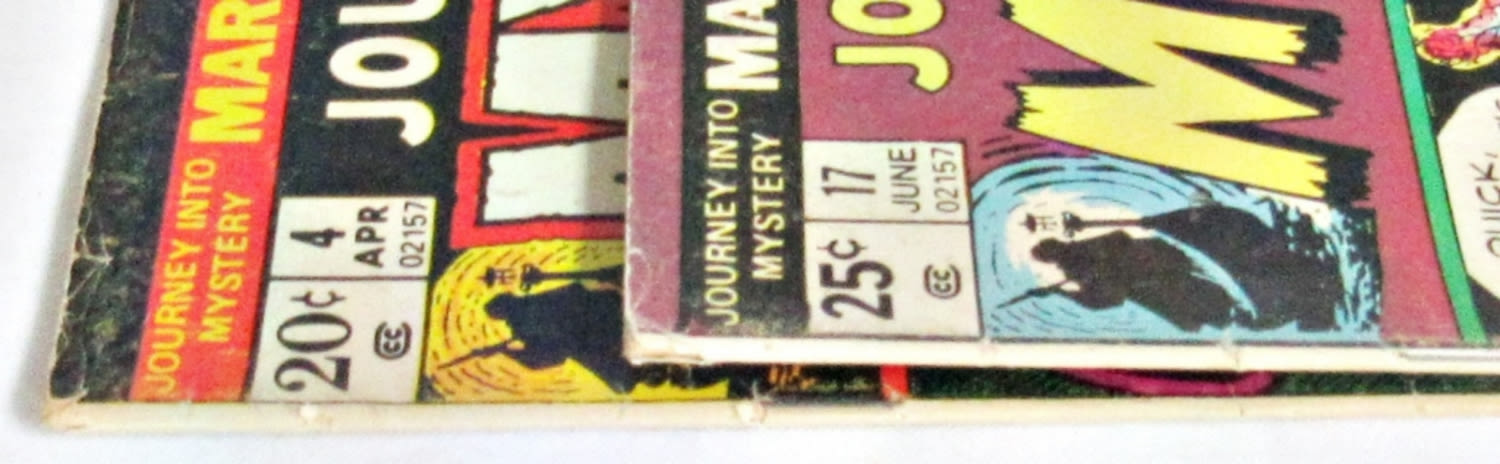 JOURNEY INTO
MYSTERY
MAR
JOU
20¢
4
APR
02157
CC
JOURNEY INTO
MYSTERY
MA
JO
25¢
17
JUNE
02157
CC
QUICK,